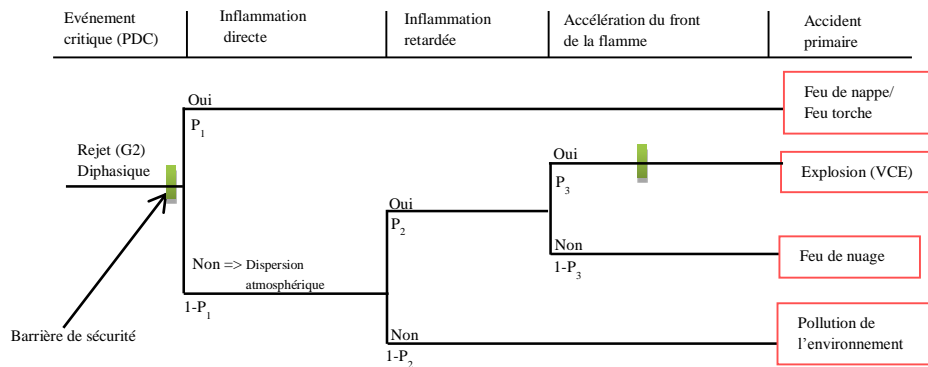 Evénement
critique (PDC)
Inflammation
directe
Inflammation
retardée
Accélération du front
de la flamme
Accident
primaire
Oui
P1
Feu de nappe/
Feu torche
Rejet (G2)
Diphasique
Oui
P3
Explosion (VCE)
Oui
P2
Non
1-P3
Feu de nuage
Non => Dispersion
atmosphérique
1-P1
Barrière de sécurité
Non
1-P2
Pollution de
l’environnement